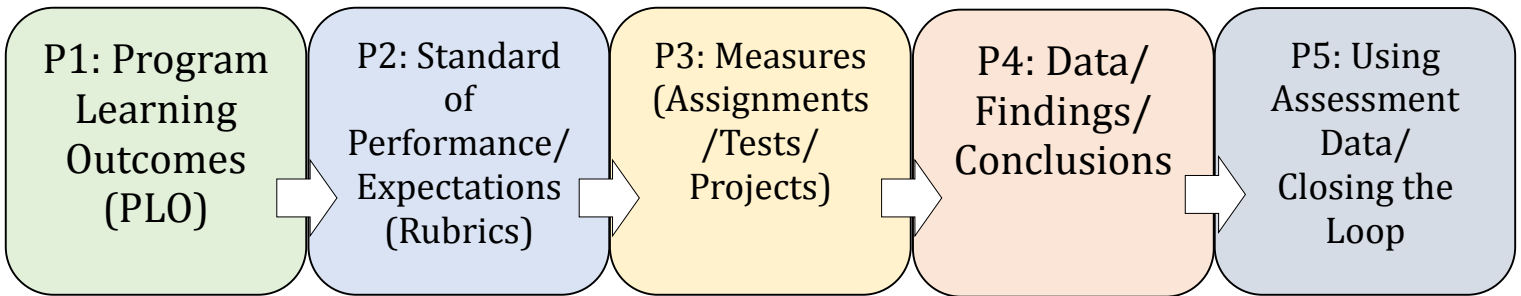 P1: Program
Learning
Outcomes
(PLO)
P2: Standard
of
Performance/
Expectations
(Rubrics)
P3: Measures
(Assignments
/Tests/
Projects)
P4: Data/
Findings/
Conclusions
P5: Using
Assessment
Data/
Closing the
Loop